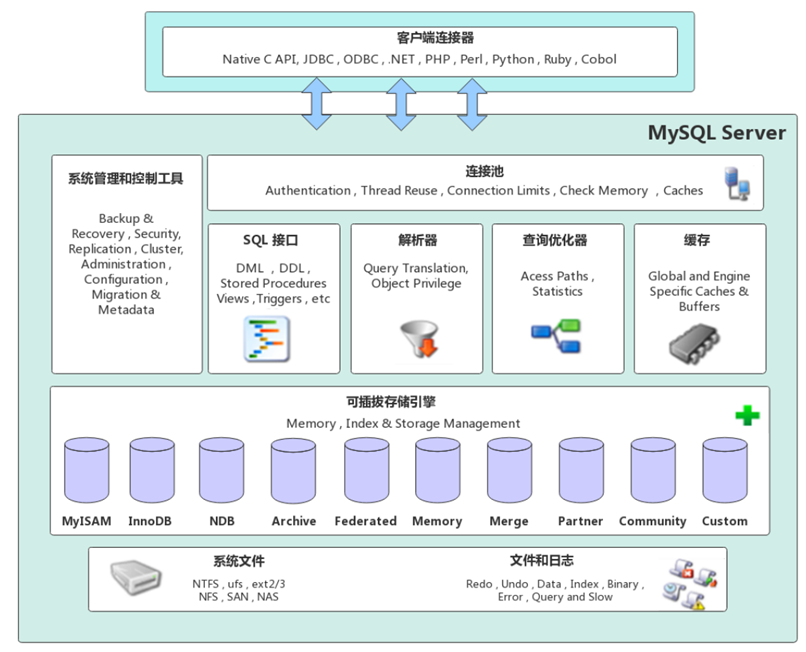 客户端连接器
Native C API, JDBC , ODBC , .NET , PHP , Perl , Python , Ruby , Cobol
MySQL Server
系统管理和控制工具
Backup &
Recovery , Security,
Replication , Cluster,
Administration ,
Configuration ,
Migration &
Metadata
连接池
Authentication , Thread Reuse , Connection Limits , Check Memory , Caches
SQL 接口
DML , DDL ,
Stored Procedures
Views ,Triggers , etc
解析器
Query Translation,
Object Privilege
查询优化器
Acess Paths ,
Statistics
缓存
Global and Engine
Specific Caches &
Buffers
可插拔存储引擎
Memory , Index & Storage Management
MyISAM InnoDB NDB Archive Federated Memory Merge Partner Community Custom
系统文件
NTFS , ufs , ext2/3
NFS , SAN , NAS
文件和日志
Redo , Undo , Data , Index , Binary ,
Error , Query and Slow